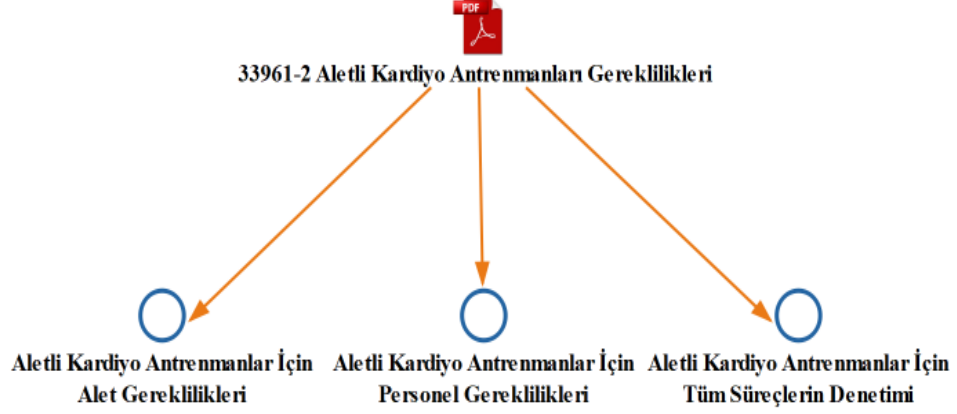 PDF
33961-2 Aletli Kardiyo Antrenmanları Gereklilikleri
Aletli Kardiyo Antrenmanlar İçin
Alet Gereklilikleri
Aletli Kardiyo Antrenmanlar İçin
Personel Gereklilikleri
Aletli Kardiyo Antrenmanlar İçin
Tüm Süreçlerin Denetimi